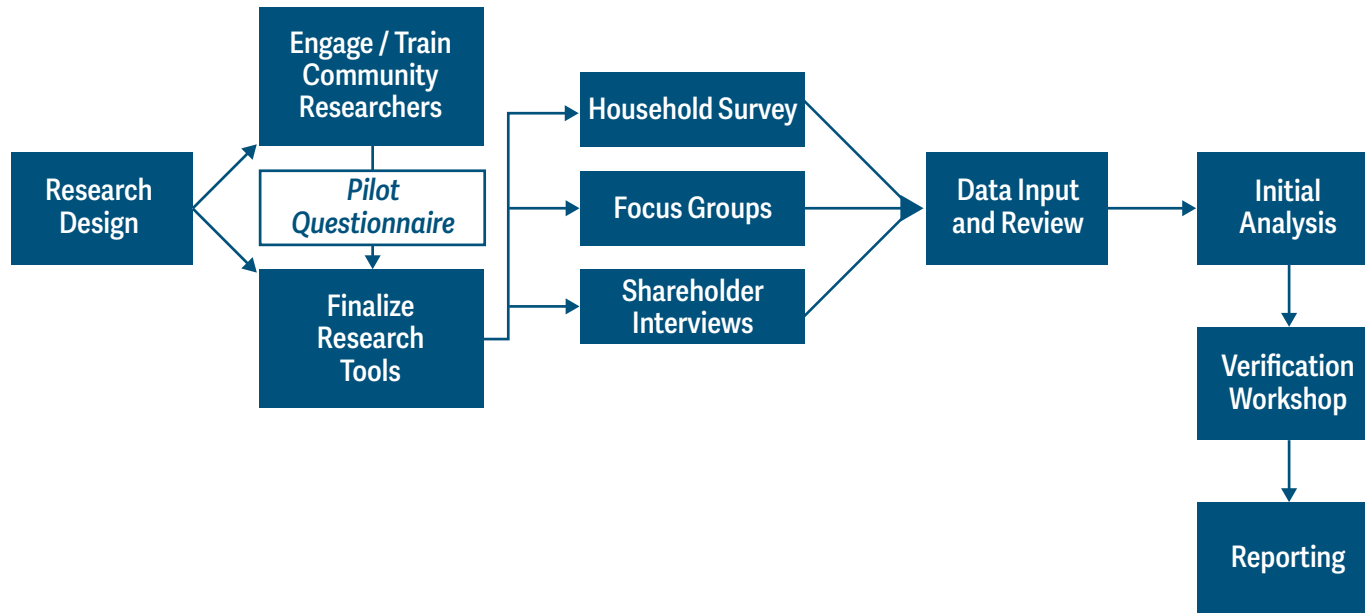 Research
Design
Engage / Train
Community
Researchers
Pilot
Questionnaire
Finalize
Research
Tools
Household Survey
Focus Groups
Shareholder
Interviews
Data Input
and Review
Initial
Analysis
Verification
Workshop
Reporting